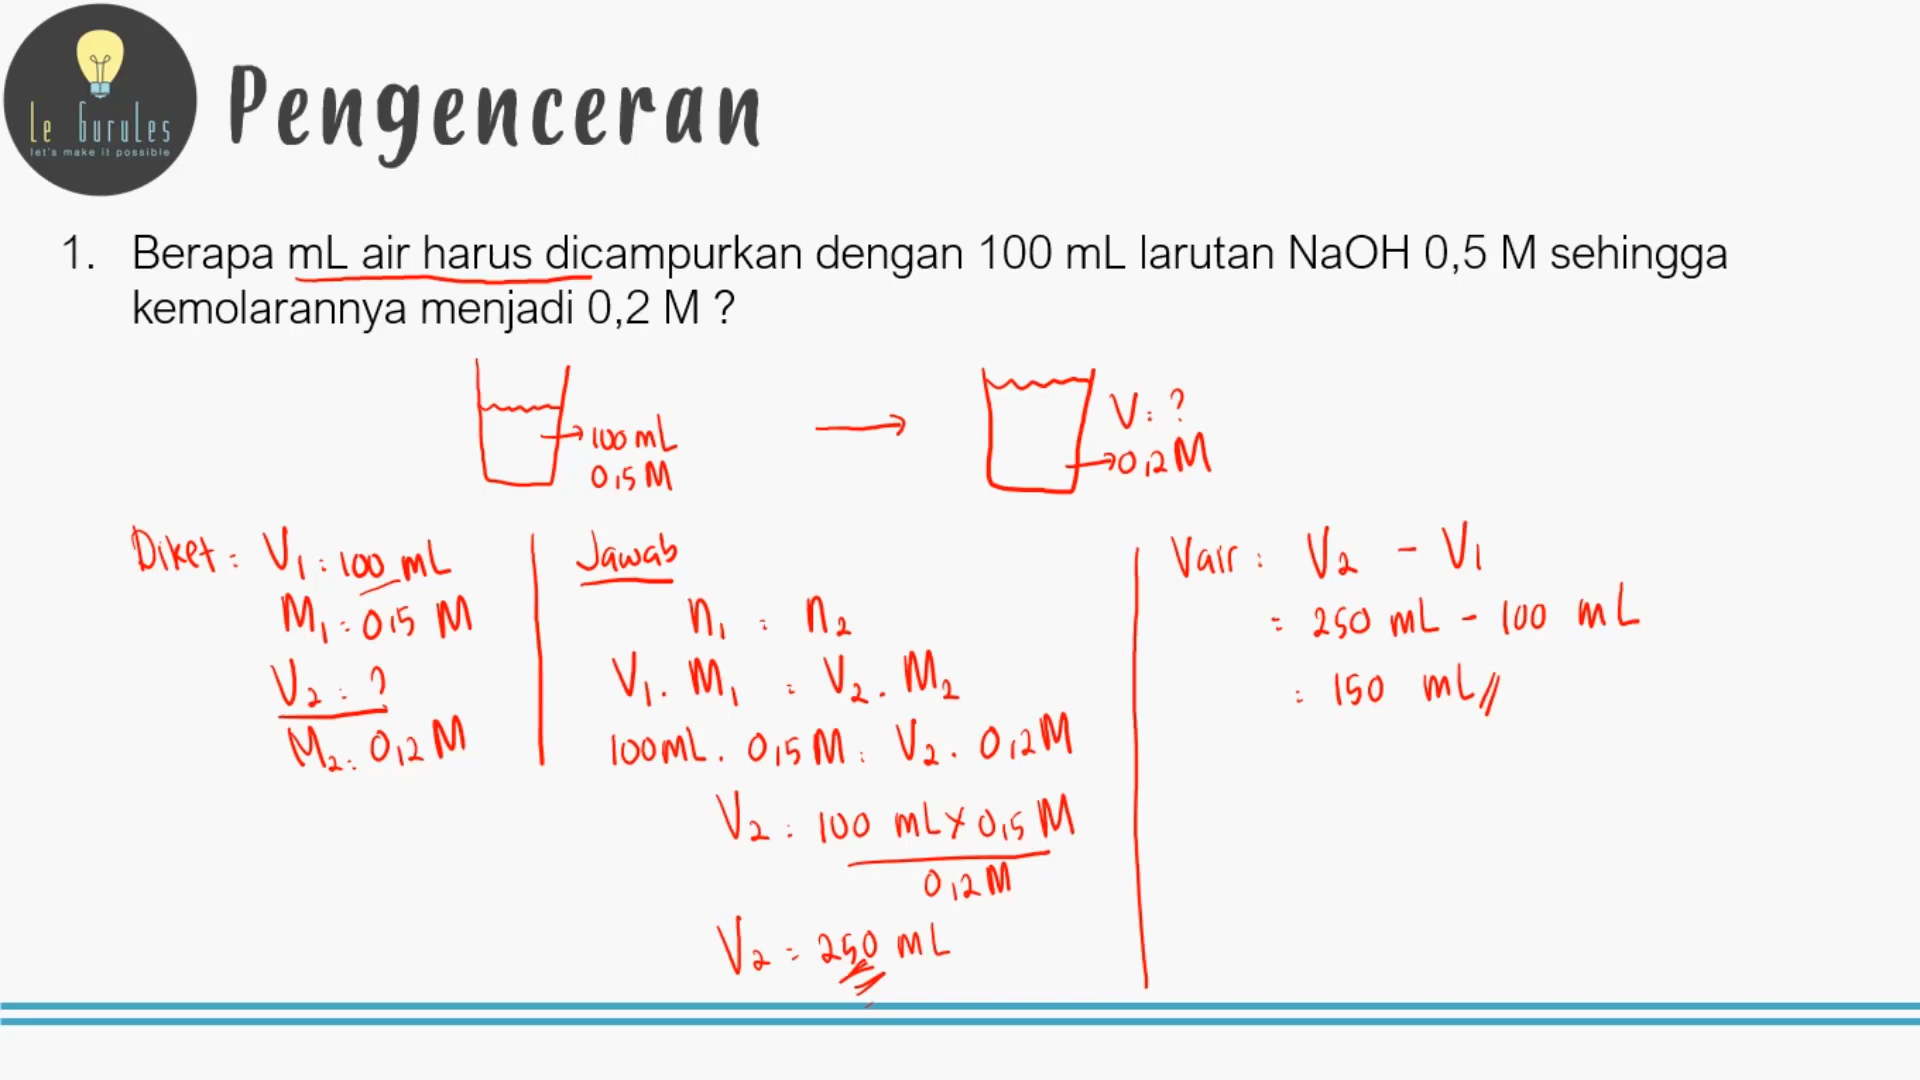 Le Gurules
let's make it possible
Pengenceran
1. Berapa mL air harus dicampurkan dengan 100 mL larutan NaOH 0,5 M sehingga
kemolarannya menjadi 0,2 M ?
100 mL
0,5 M
V = ?
0,2 M
Diket = V₁ = 100 mL
M₁ = 0,5 M
V₂ = ?
M₂ = 0,2 M
Jawab
n₁ = n₂
V₁ . M₁ = V₂ . M₂
100 mL . 0,5 M = V₂ . 0,2 M
V₂ = 100 mL x 0,5 M
0,2 M
V₂ = 250 mL
Vair = V₂ - V₁
= 250 mL - 100 mL
= 150 mL //